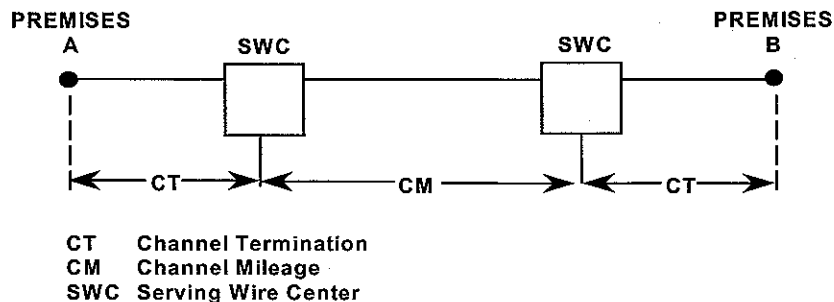 PREMISES PREMISES
A SWC SWC B
CT CM CT
CT Channel Termination
CM Channel Mileage
SWC Serving Wire Center